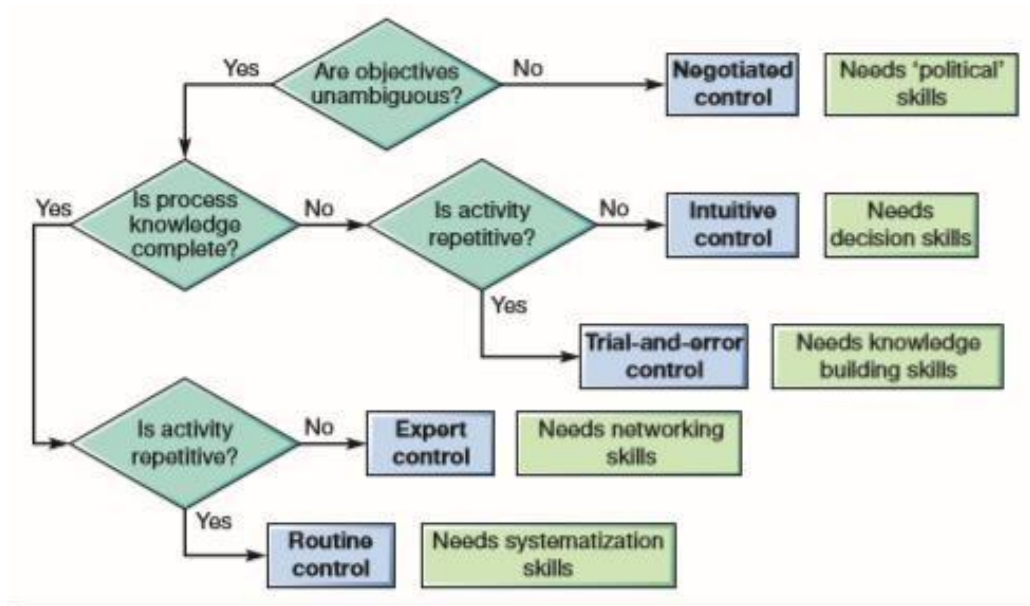 Yes
Are objectives
unambiguous?
No
Negotiated
control
Needs 'political'
skills
Yes
Is process
knowledge
complete?
No
Is activity
repetitive?
No
Intuitive
control
Needs
decision skills
Yes
Trial-and-error
control
Needs knowledge
building skills
Is activity
repetitive?
No
Expert
control
Needs networking
skills
Yes
Routine
control
Needs systematization
skills